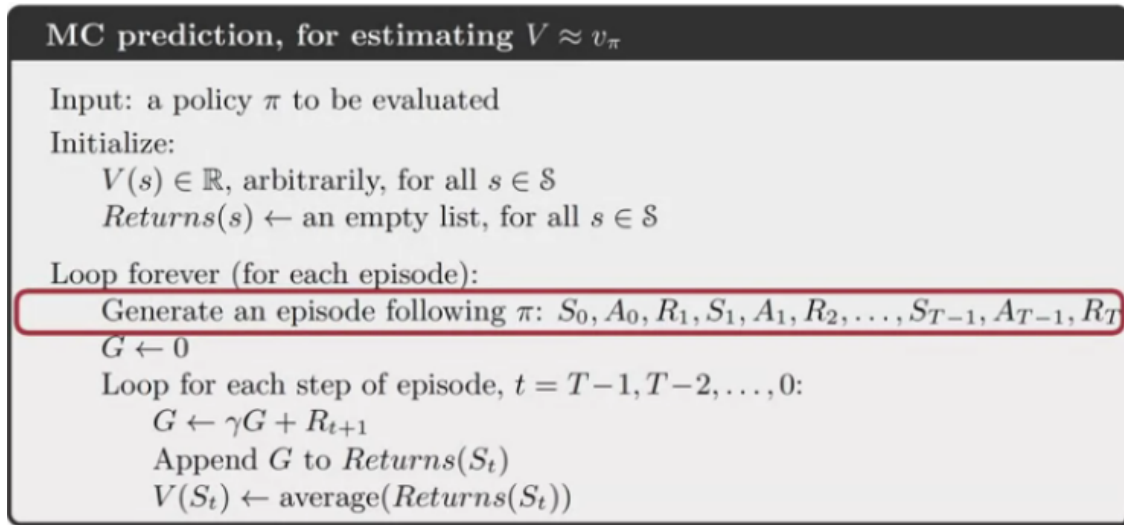 MC prediction, for estimating V ≈ v_π
Input: a policy π to be evaluated
Initialize:
V(s) ∈ ℝ, arbitrarily, for all s ∈ 𝒮
Returns(s) ← an empty list, for all s ∈ 𝒮
Loop forever (for each episode):
Generate an episode following π: S_0, A_0, R_1, S_1, A_1, R_2, . . . , S_{T−1}, A_{T−1}, R_T
G ← 0
Loop for each step of episode, t = T−1, T−2, . . . , 0:
G ← γG + R_{t+1}
Append G to Returns(S_t)
V(S_t) ← average(Returns(S_t))